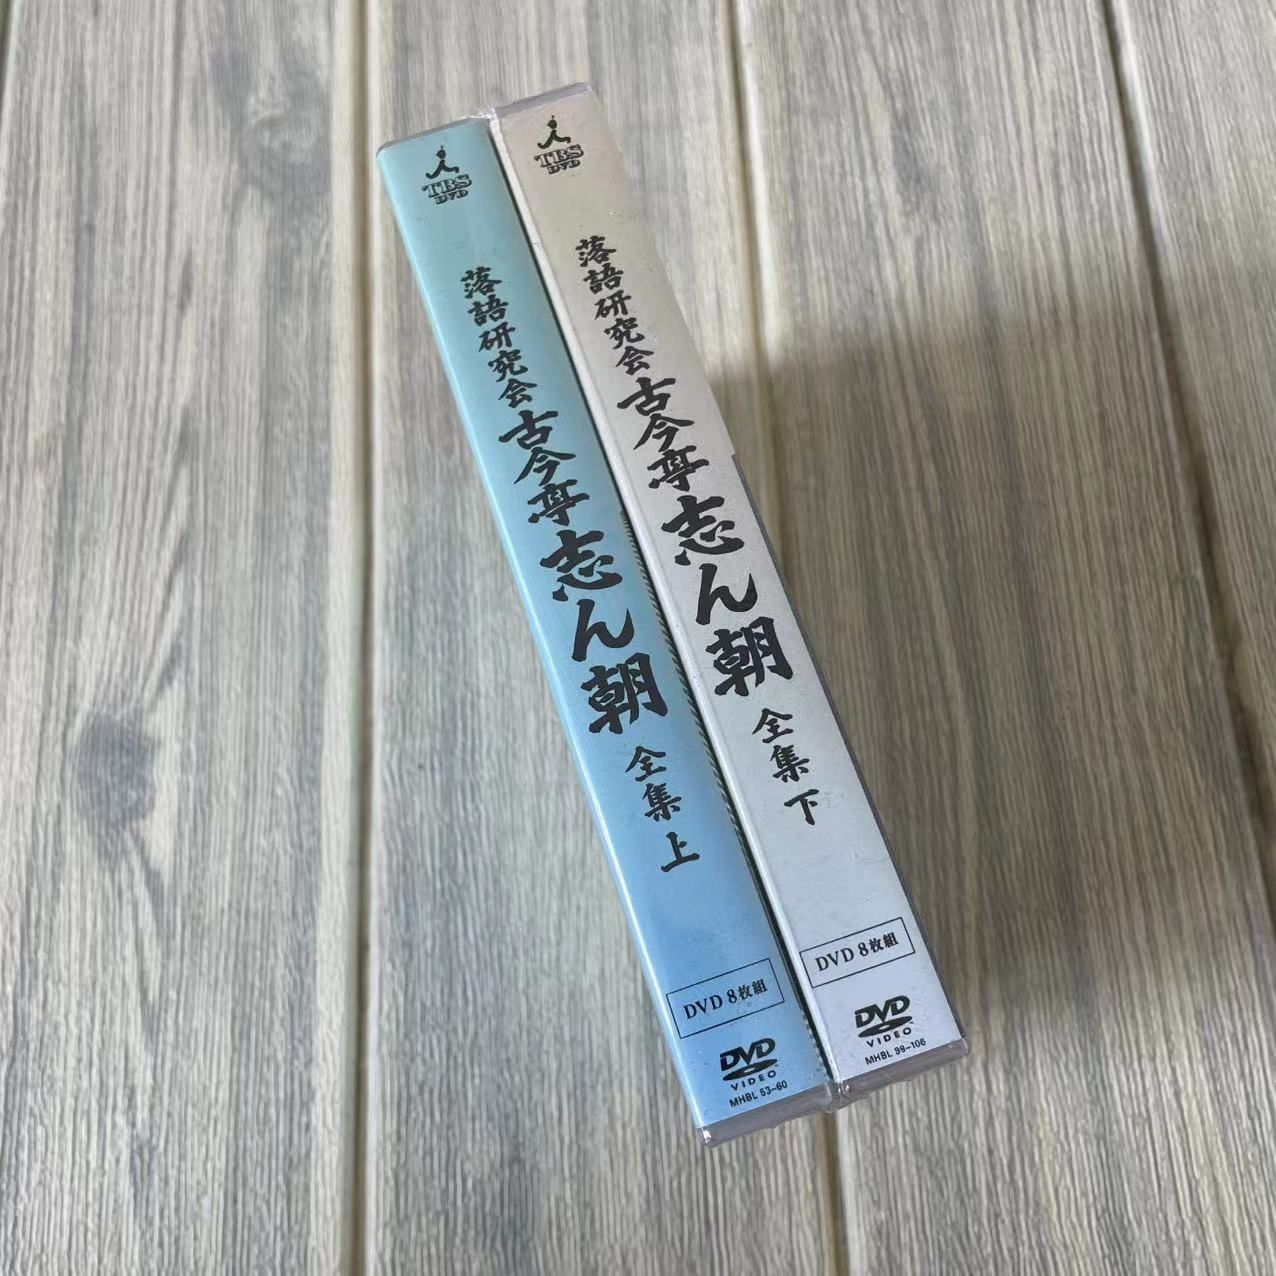 TBS
DVD
落語研究会 古今亭 志ん朝 全集 上
DVD 8枚組
DVD
VIDEO
MHBL 53-60
TBS
DVD
落語研究会 古今亭 志ん朝 全集 下
DVD 8枚組
DVD
VIDEO
MHBL 99-106